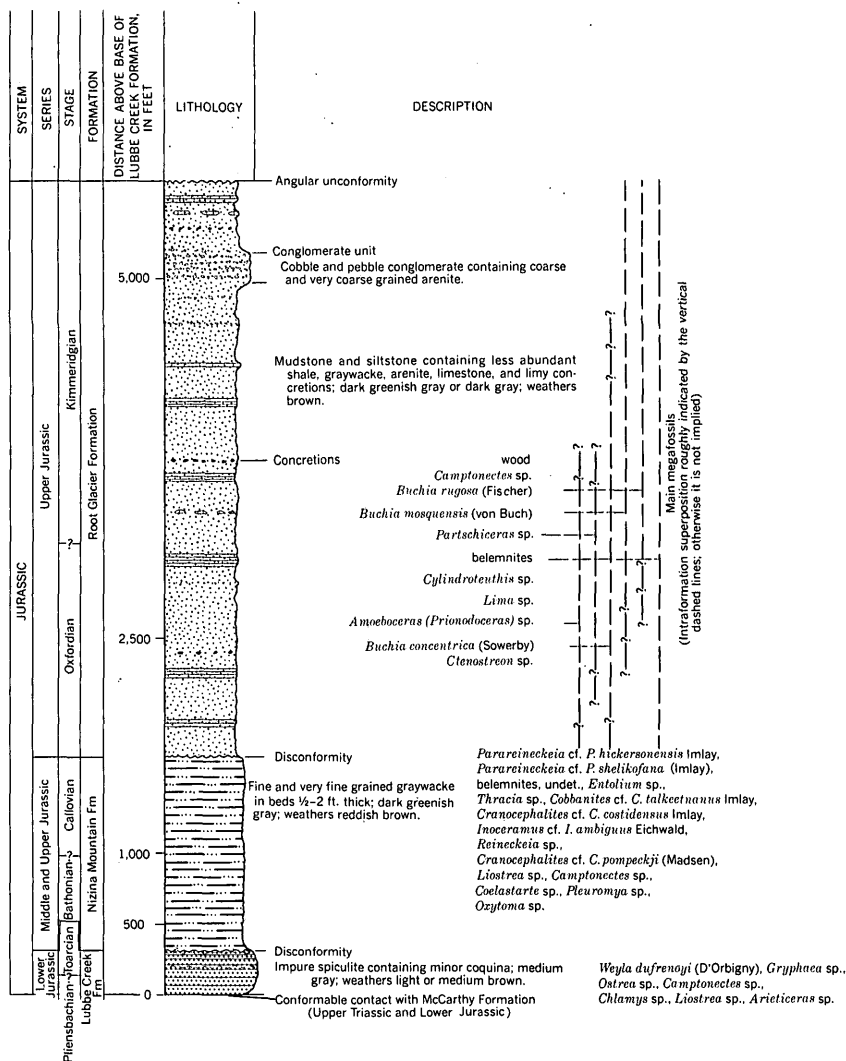 SYSTEM
SERIES
STAGE
FORMATION
DISTANCE ABOVE BASE OF
LUBBE CREEK FORMATION,
IN FEET
LITHOLOGY
DESCRIPTION
JURASSIC
Upper Jurassic
Middle and Upper Jurassic
Lower
Jurassic
Kimmeridgian
?
Oxfordian
Callovian
?
Bathonian
Toarcian
?
Pliensbachian
Root Glacier Formation
Nizina Mountain Fm
Lubbe Creek
Fm
5,000
2,500
1,000
500
0
Angular unconformity
Conglomerate unit
Cobble and pebble conglomerate containing coarse
and very coarse grained arenite.
Mudstone and siltstone containing less abundant
shale, graywacke, arenite, limestone, and limy con-
cretions; dark greenish gray or dark gray; weathers
brown.
Concretions
wood
Camptonectes sp.
Buchia rugosa (Fischer)
Buchia mosquensis (von Buch)
Partschiceras sp.
belemnites
Cylindroteuthis sp.
Lima sp.
Amoeboceras (Prionodoceras) sp.
Buchia concentrica (Sowerby)
Ctenostreon sp.
? ? ? ? ? ? ? ? ? ? ? ? ? ?
Main megafossils
(Intraformation superposition roughly indicated by the vertical
dashed lines; otherwise it is not implied)
Disconformity
Fine and very fine grained graywacke
in beds ½–2 ft. thick; dark greenish
gray; weathers reddish brown.
Parareineckeia cf. P. hickersonensis Imlay,
Parareineckeia cf. P. shelikofana (Imlay),
belemnites, undet., Entolium sp.,
Thracia sp., Cobbanites cf. C. talkeetnanus Imlay,
Cranocephalites cf. C. costidensus Imlay,
Inoceramus cf. I. ambiguus Eichwald,
Reineckeia sp.,
Cranocephalites cf. C. pompeckji (Madsen),
Liostrea sp., Camptonectes sp.,
Coelastarte sp., Pleuromya sp.,
Oxytoma sp.
Disconformity
Impure spiculite containing minor coquina; medium
gray; weathers light or medium brown.
Weyla dufrenoyi (D'Orbigny), Gryphaea sp.,
Ostrea sp., Camptonectes sp.,
Chlamys sp., Liostrea sp., Arieticeras sp.
Conformable contact with McCarthy Formation
(Upper Triassic and Lower Jurassic)